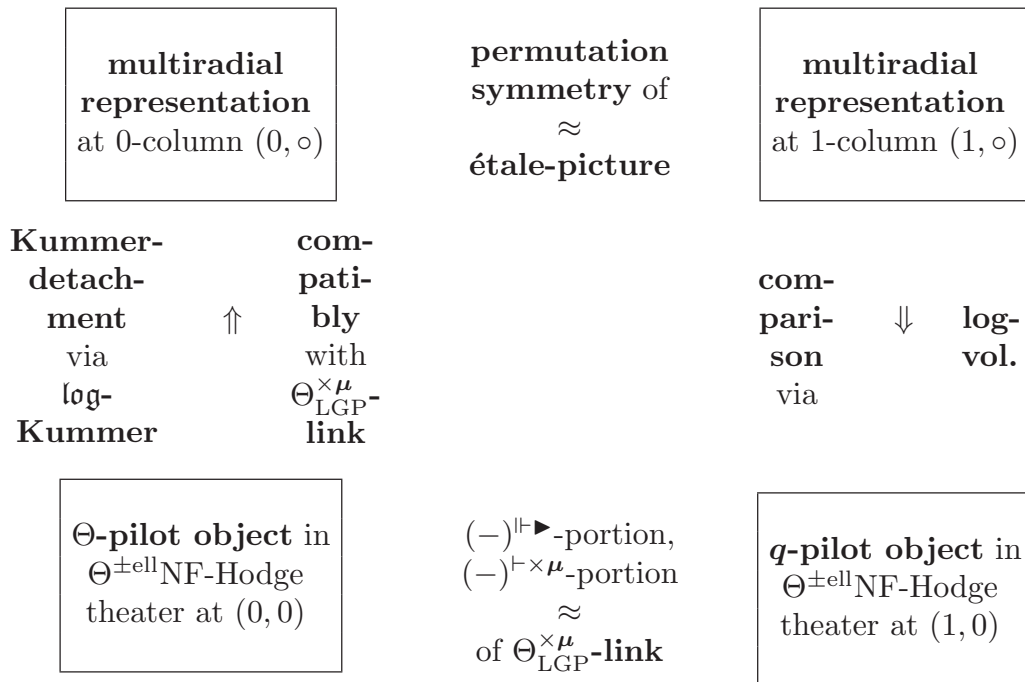 multiradial
representation
at 0-column (0, ∘)
permutation
symmetry of
≈
étale-picture
multiradial
representation
at 1-column (1, ∘)
Kummer-
detach-
ment
via
𝔩𝔬𝔤-
Kummer
⇑
com-
pati-
bly
with
Θ^{×μ}_{LGP}-
link
com-
pari-
son
via
⇓
log-
vol.
Θ-pilot object in
Θ^{±ell}NF-Hodge
theater at (0, 0)
(−)^{⊩▶}-portion,
(−)^{⊢×μ}-portion
≈
of Θ^{×μ}_{LGP}-link
q-pilot object in
Θ^{±ell}NF-Hodge
theater at (1, 0)